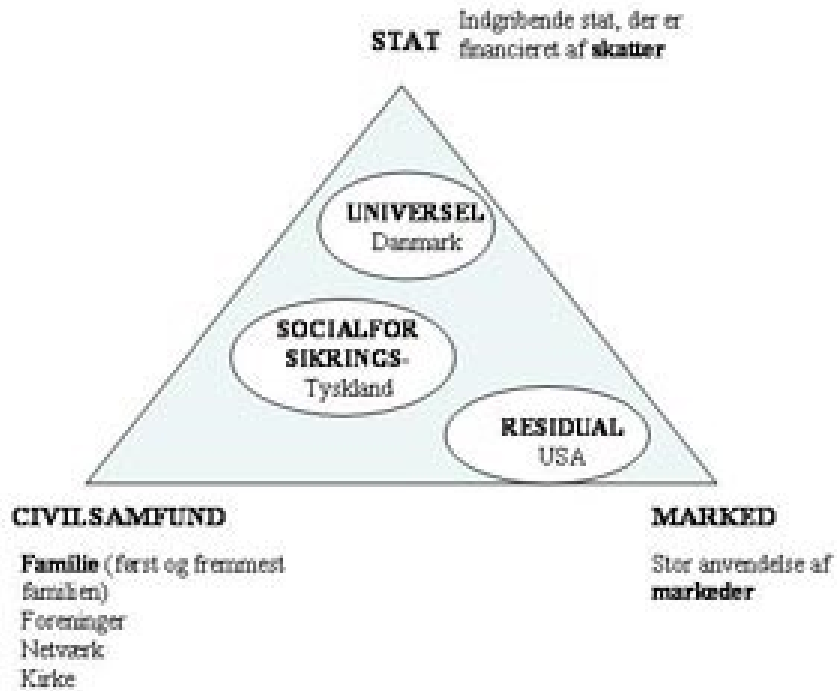 STAT
Indgribende stat, der er
financieret af skatter
UNIVERSEL
Danmark
SOCIALFOR
SIKRINGS-
Tyskland
RESIDUAL
USA
CIVILSAMFUND
Familie (først og fremmest
familien)
Foreninger
Netværk
Kirke
MARKED
Stor anvendelse af
markeder